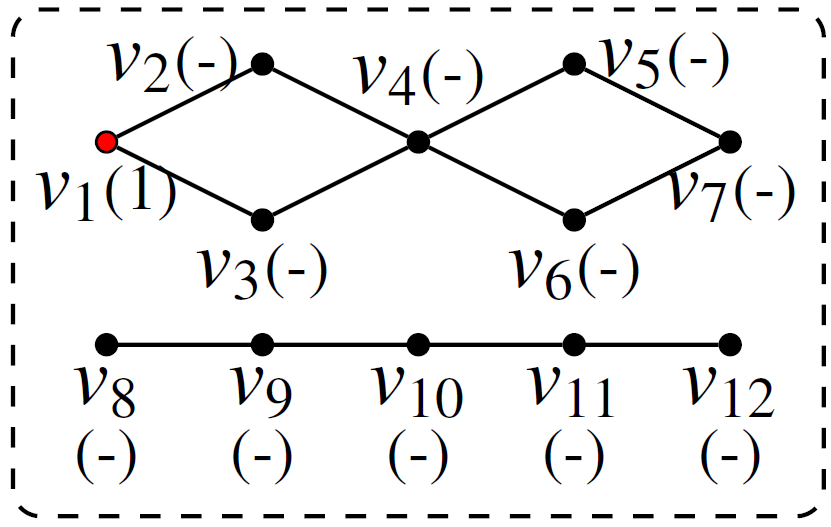 v2(-) v4(-) v5(-)
v1(1) v7(-)
v3(-) v6(-)
v8 v9 v10 v11 v12
(-) (-) (-) (-) (-)